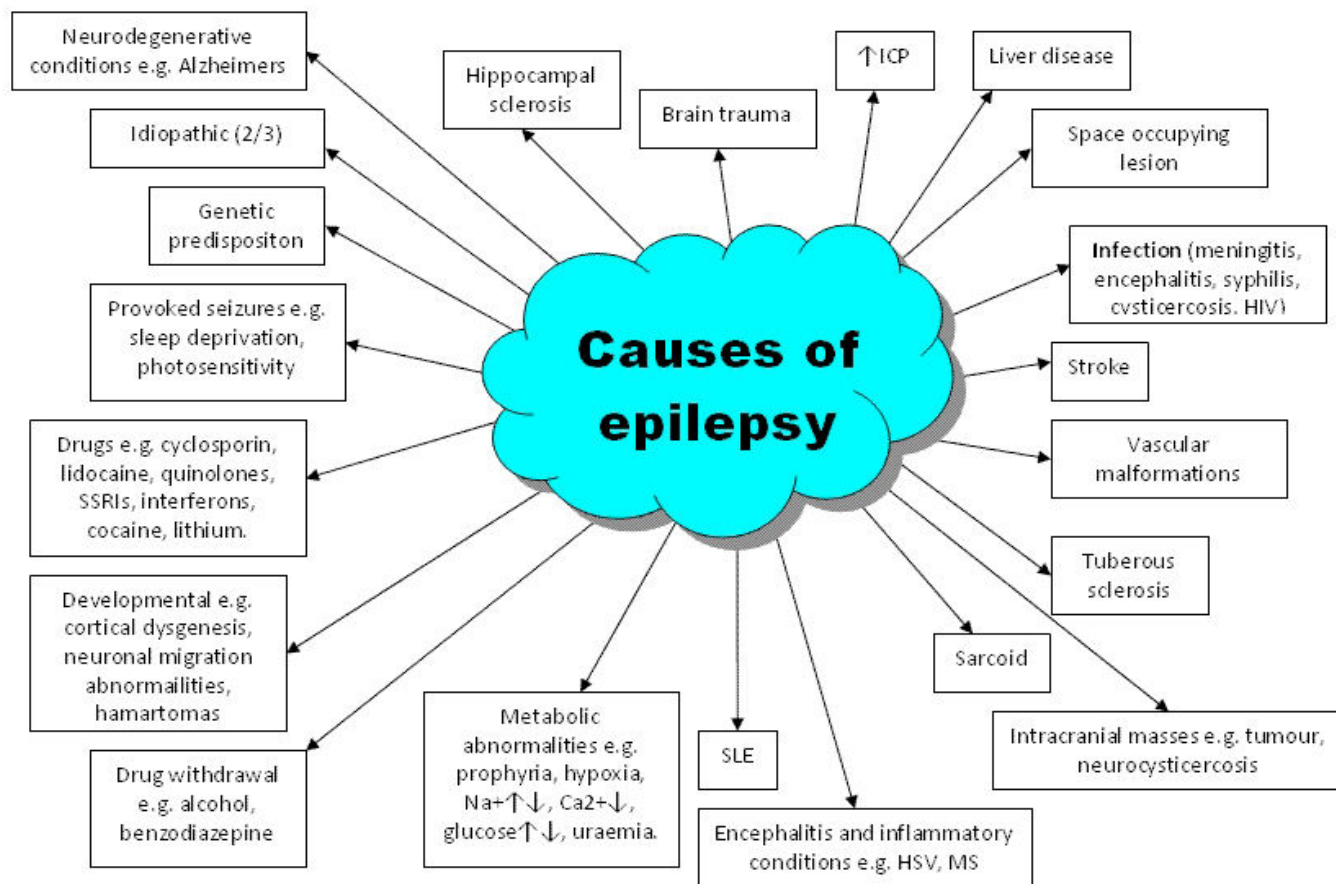 Neurodegenerative
conditions e.g. Alzheimers
Hippocampal
sclerosis
Brain trauma
↑ICP
Liver disease
Space occupying
lesion
Idiopathic (2/3)
Genetic
predispositon
Infection (meningitis,
encephalitis, syphilis,
cysticercosis, HIV)
Provoked seizures e.g.
sleep deprivation,
photosensitivity
Causes of
epilepsy
Stroke
Vascular
malformations
Drugs e.g. cyclosporin,
lidocaine, quinolones,
SSRIs, interferons,
cocaine, lithium.
Tuberous
sclerosis
Developmental e.g.
cortical dysgenesis,
neuronal migration
abnormailities,
hamartomas
Sarcoid
Metabolic
abnormalities e.g.
prophyria, hypoxia,
Na+↑↓, Ca2+↓,
glucose↑↓, uraemia.
SLE
Intracranial masses e.g. tumour,
neurocysticercosis
Drug withdrawal
e.g. alcohol,
benzodiazepine
Encephalitis and inflammatory
conditions e.g. HSV, MS